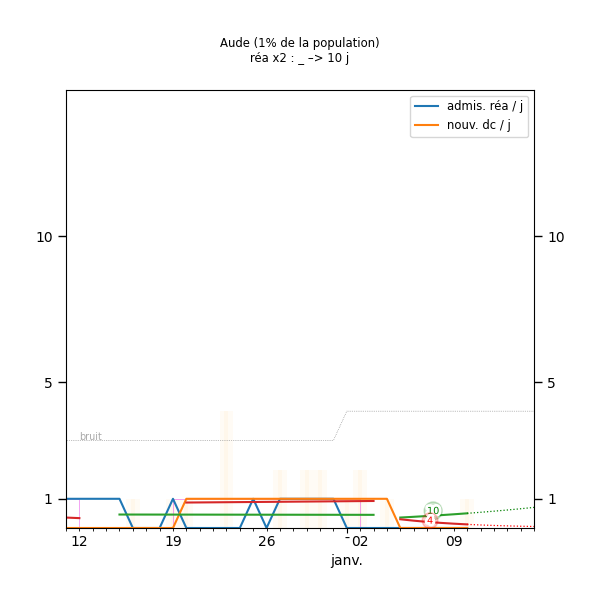 Aude (1% de la population)
réa x2 : _ –> 10 j
admis. réa / j
nouv. dc / j
10
10
5
5
bruit
1
1
10
4
12
19
26
02
09
janv.